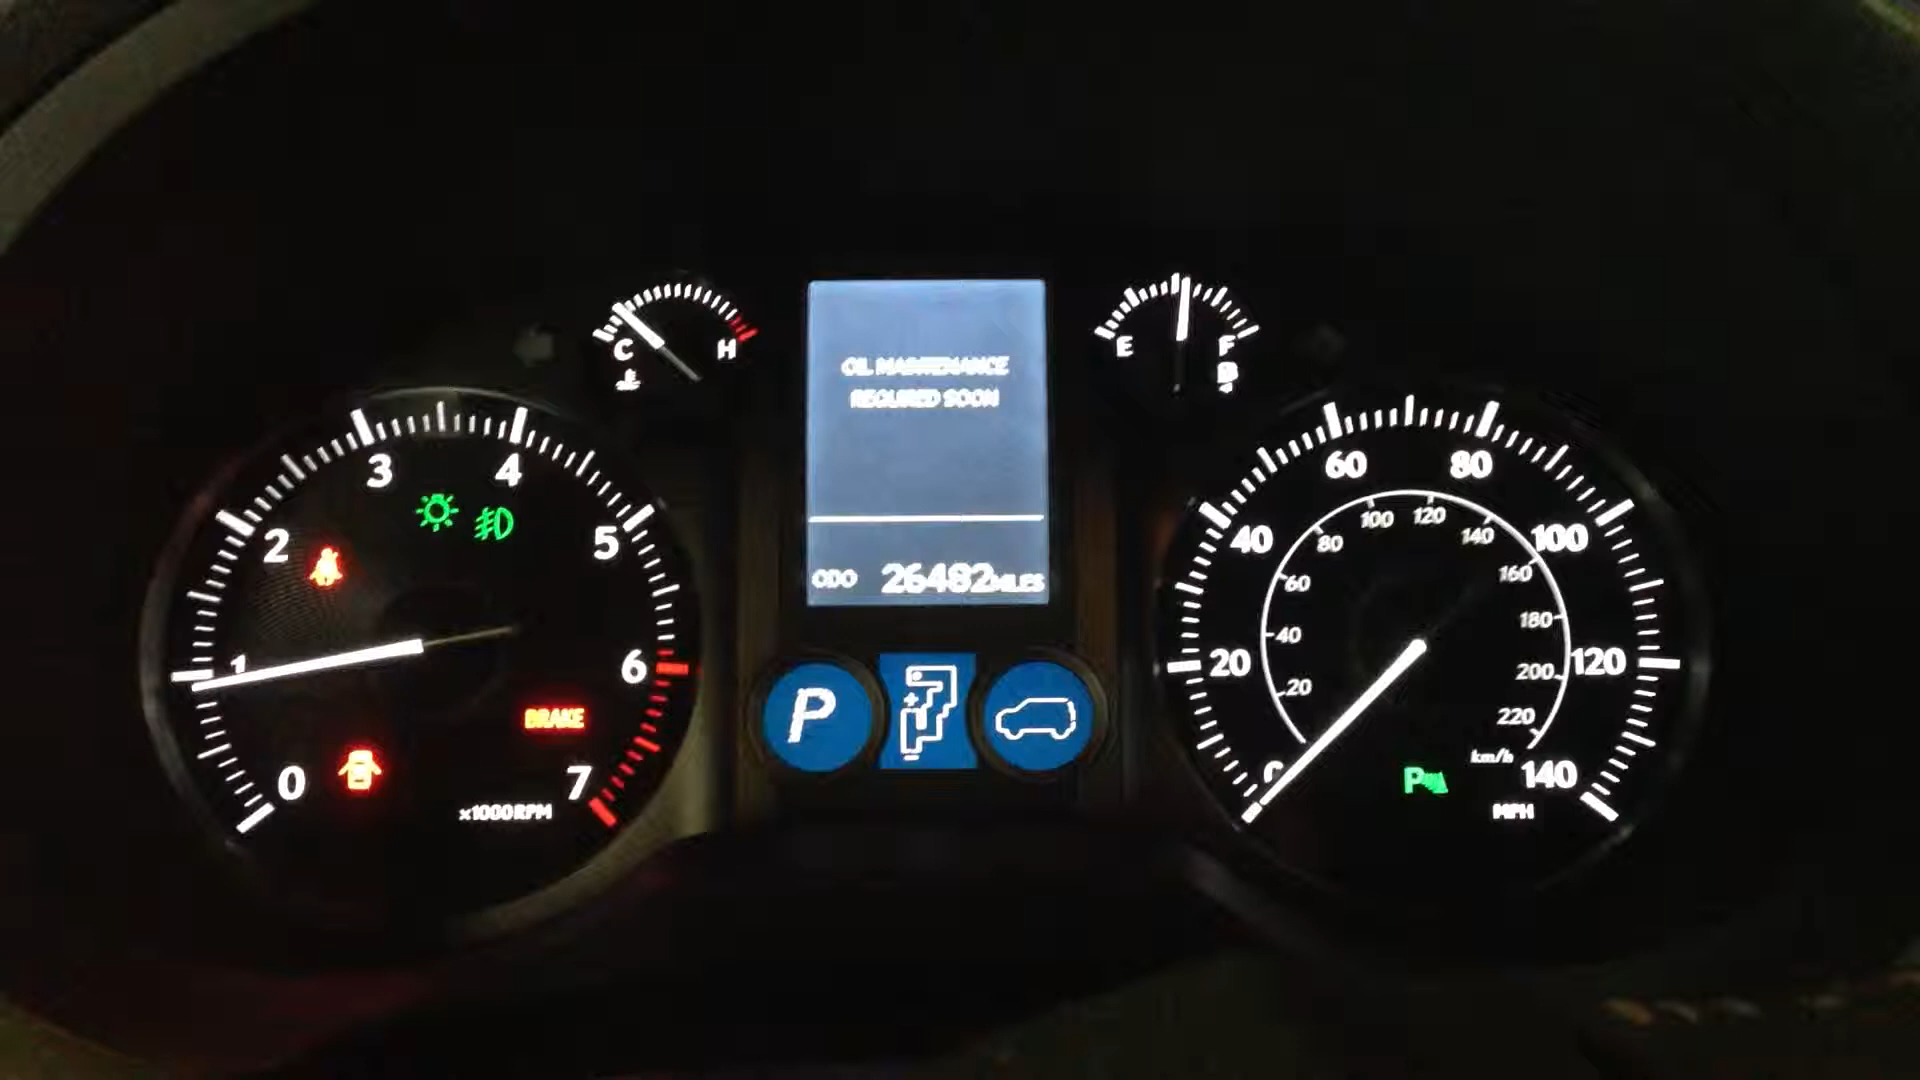 C H
E F
OIL MAINTENANCE
REQUIRED SOON
ODO 26482 MILES
0 1 2 3 4 5 6 7
BRAKE
x1000RPM
P
+
-
0 20 40 60 80 100 120 140
20 40 60 80 100 120 140 160 180 200 220
km/h
MPH
P